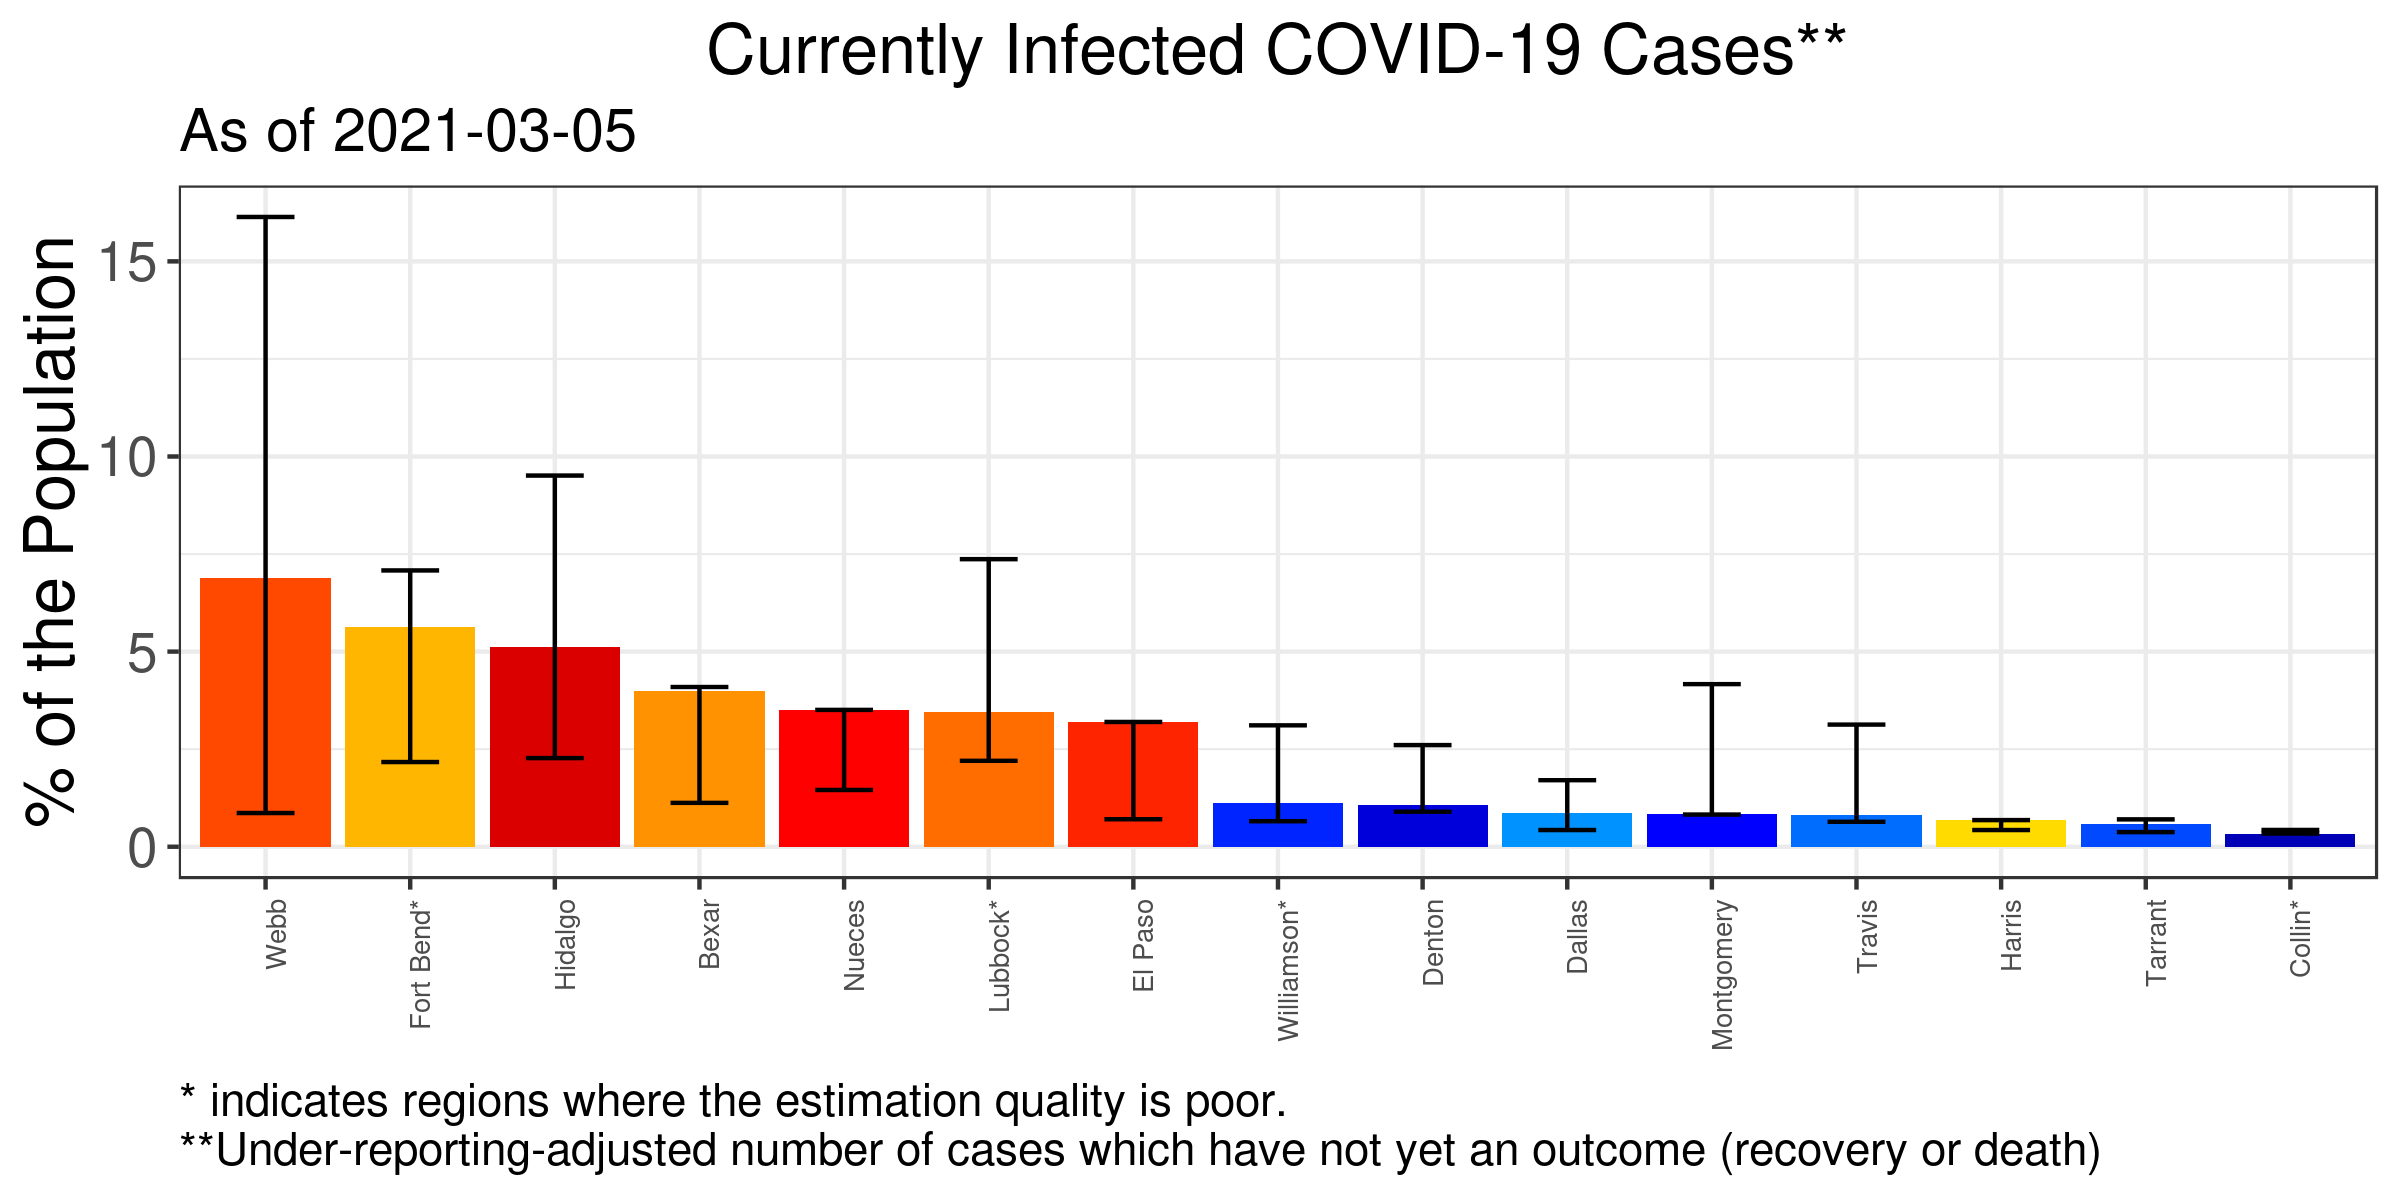 Currently Infected COVID-19 Cases**
As of 2021-03-05
% of the Population
15
10
5
0
Webb
Fort Bend*
Hidalgo
Bexar
Nueces
Lubbock*
El Paso
Williamson*
Denton
Dallas
Montgomery
Travis
Harris
Tarrant
Collin*
* indicates regions where the estimation quality is poor.
**Under-reporting-adjusted number of cases which have not yet an outcome (recovery or death)